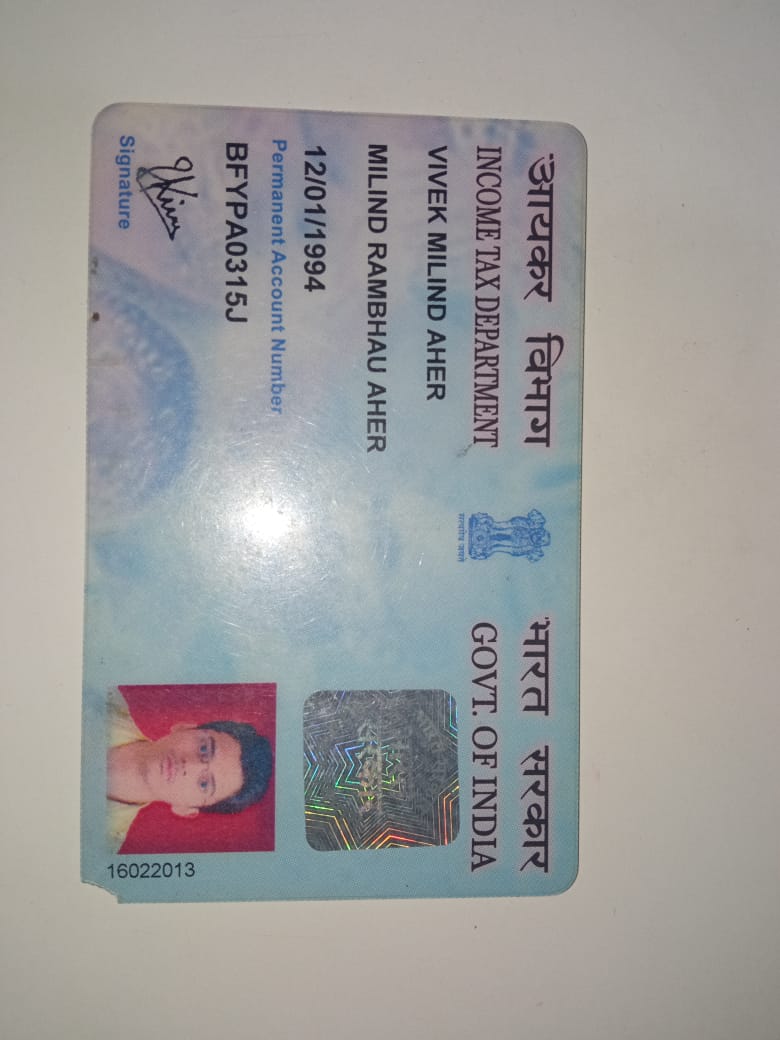 आयकर विभाग
भारत सरकार
INCOME TAX DEPARTMENT
GOVT. OF INDIA
सत्यमेव जयते
VIVEK MILIND AHER
MILIND RAMBHAU AHER
12/01/1994
Permanent Account Number
BFYPA0315J
Signature
16022013